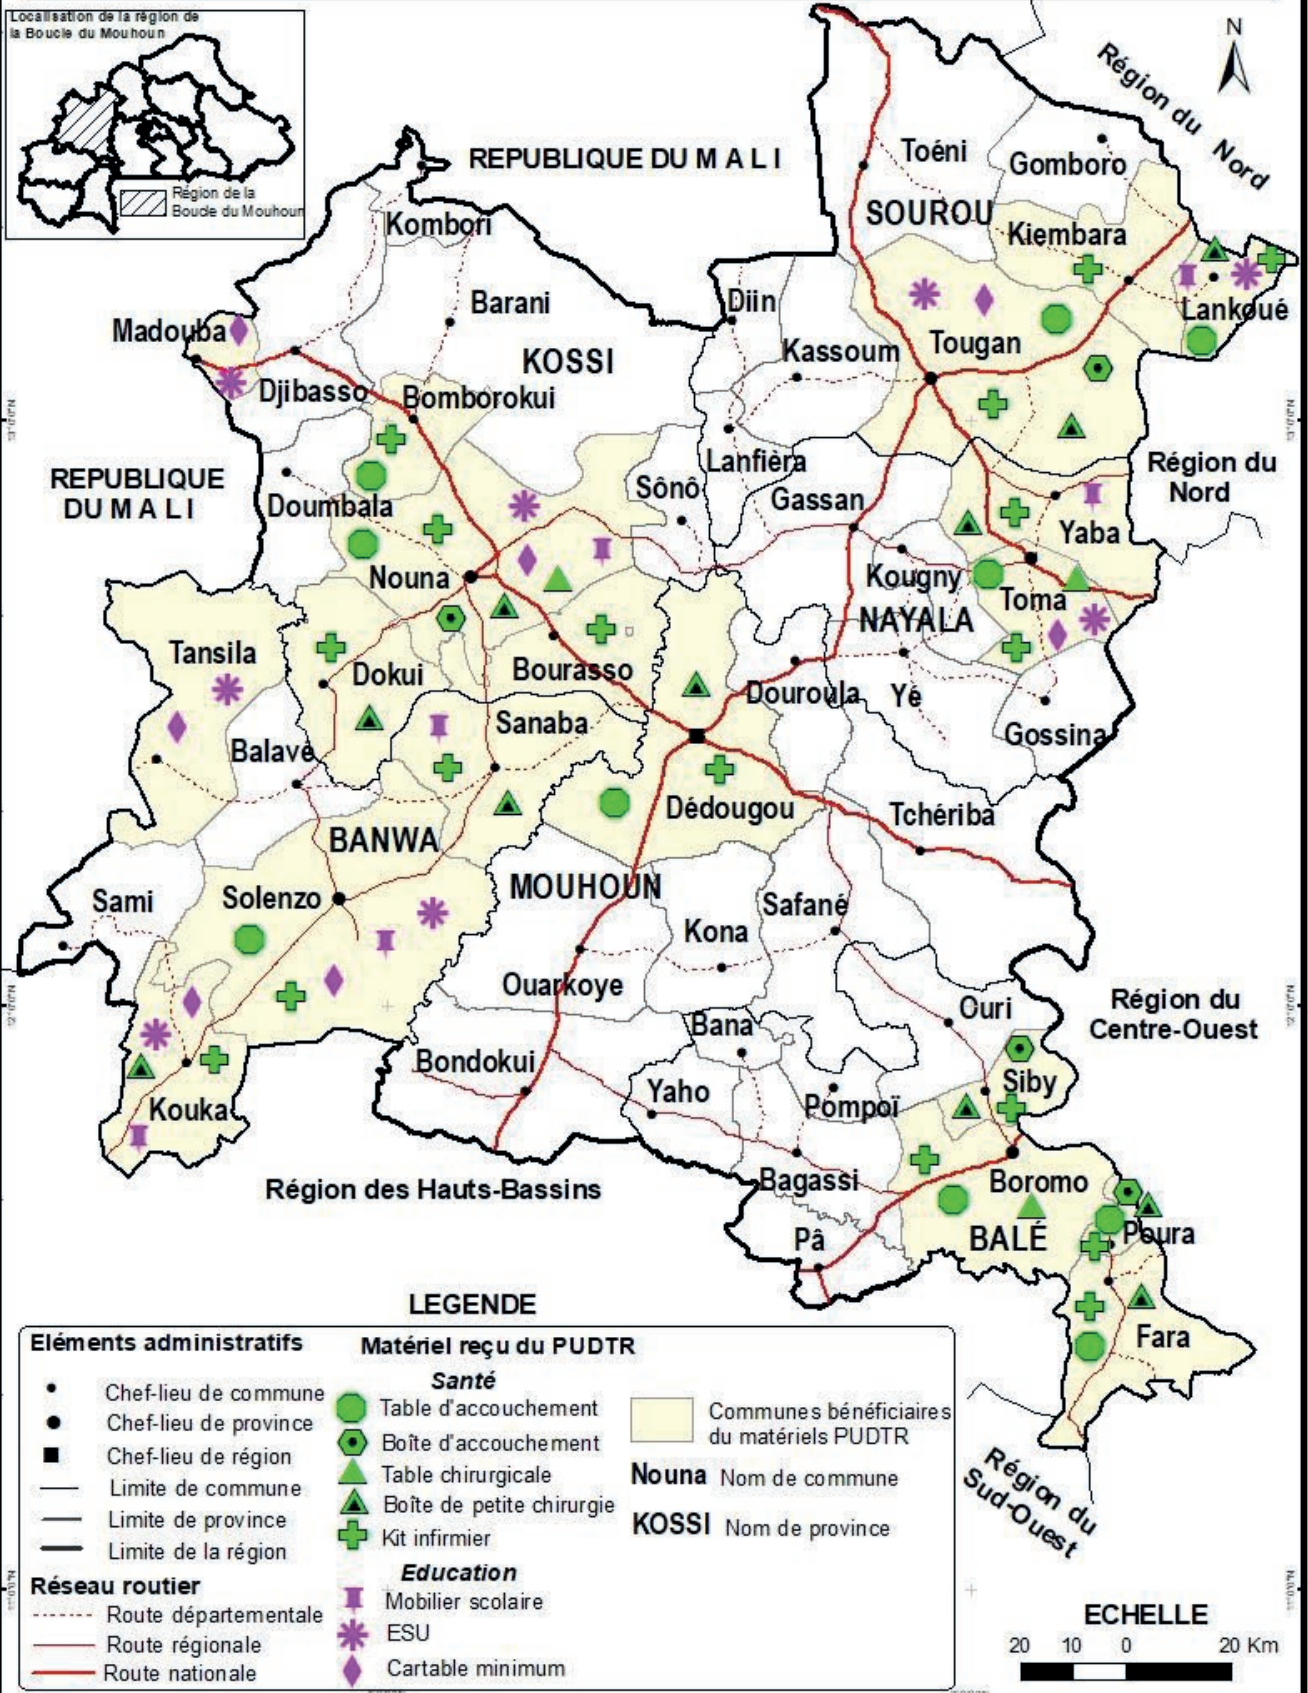 Localisation de la région de
la Boucle du Mouhoun
Région de la
Boucle du Mouhoun
N
Région du Nord
REPUBLIQUE DU M A L I
Toéni
Gomboro
SOUROU
Kombori
Kiembara
Barani
Diin
Lankoué
Madouba
KOSSI
Kassoum
Tougan
Djibasso
Bomborokui
Lanfièra
REPUBLIQUE
DU M A L I
Sônô
Gassan
Région du
Nord
Doumbala
Yaba
Nouna
Kougny
Toma
NAYALA
Tansila
Dokui
Bourasso
Douroula
Yé
Balavé
Sanaba
Gossina
Dédougou
Tchériba
BANWA
MOUHOUN
Sami
Solenzo
Safané
Kona
Ouarkoye
Ouri
Région du
Centre-Ouest
Bana
Bondokui
Yaho
Pompoï
Siby
Kouka
Région des Hauts-Bassins
Bagassi
Boromo
Pâ
BALÉ
Poura
Fara
Région du
Sud-Ouest
LEGENDE
Eléments administratifs
Chef-lieu de commune
Chef-lieu de province
Chef-lieu de région
Limite de commune
Limite de province
Limite de la région
Réseau routier
Route départementale
Route régionale
Route nationale
Matériel reçu du PUDTR
Santé
Table d'accouchement
Boîte d'accouchement
Table chirurgicale
Boîte de petite chirurgie
Kit infirmier
Education
Mobilier scolaire
ESU
Cartable minimum
Communes bénéficiaires
du matériels PUDTR
Nouna Nom de commune
KOSSI Nom de province
ECHELLE
20 10 0 20 Km